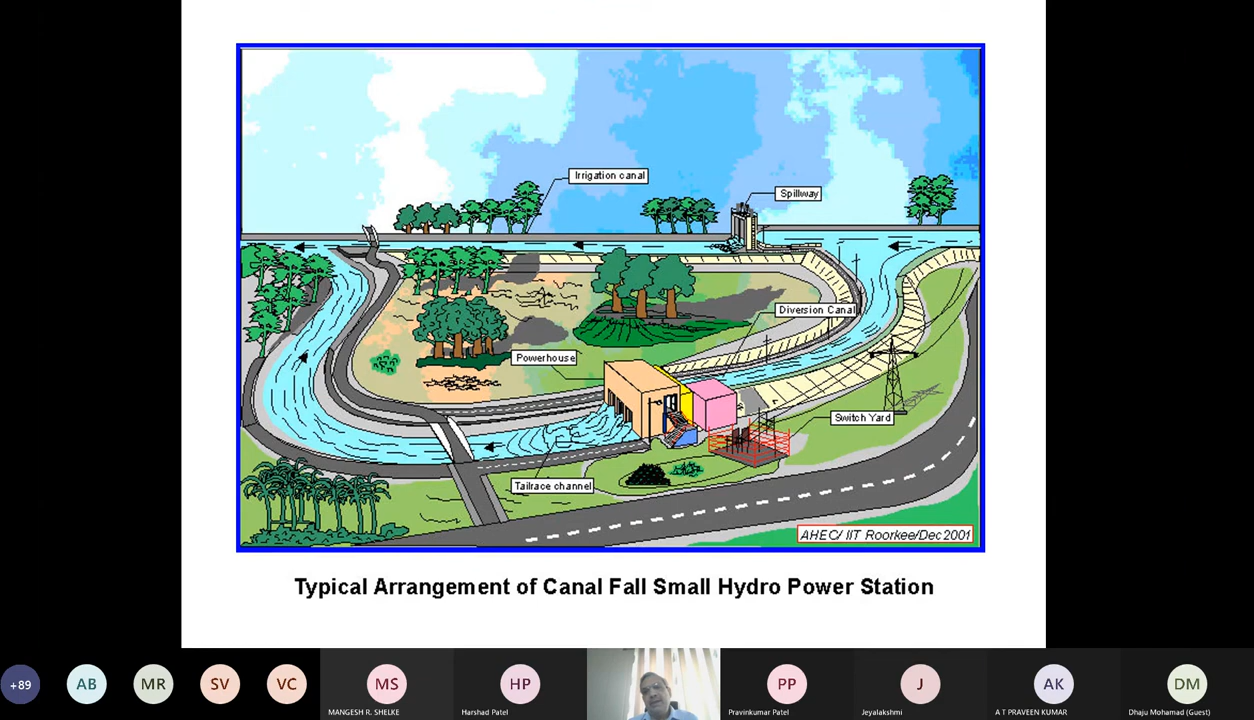 Irrigation canal
Spillway
Diversion Canal
Powerhouse
Switch Yard
Tailrace channel
AHEC/ IIT Roorkee/Dec 2001
Typical Arrangement of Canal Fall Small Hydro Power Station
+89
AB
MR
SV
VC
MS
HP
PP
J
AK
DM
MANGESH R. SHELKE
Harshad Patel
Pravinkumar Patel
Jeyalakshmi
A T PRAVEEN KUMAR
Dhaju Mohamad (Guest)